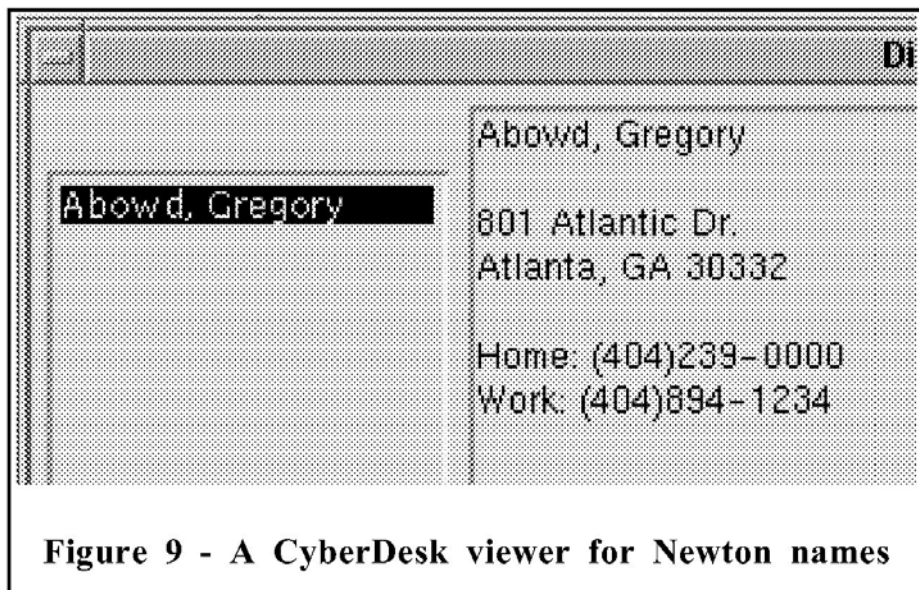 Di
Abowd, Gregory
Abowd, Gregory
801 Atlantic Dr.
Atlanta, GA 30332
Home: (404)239-0000
Work: (404)894-1234
Figure 9 - A CyberDesk viewer for Newton names